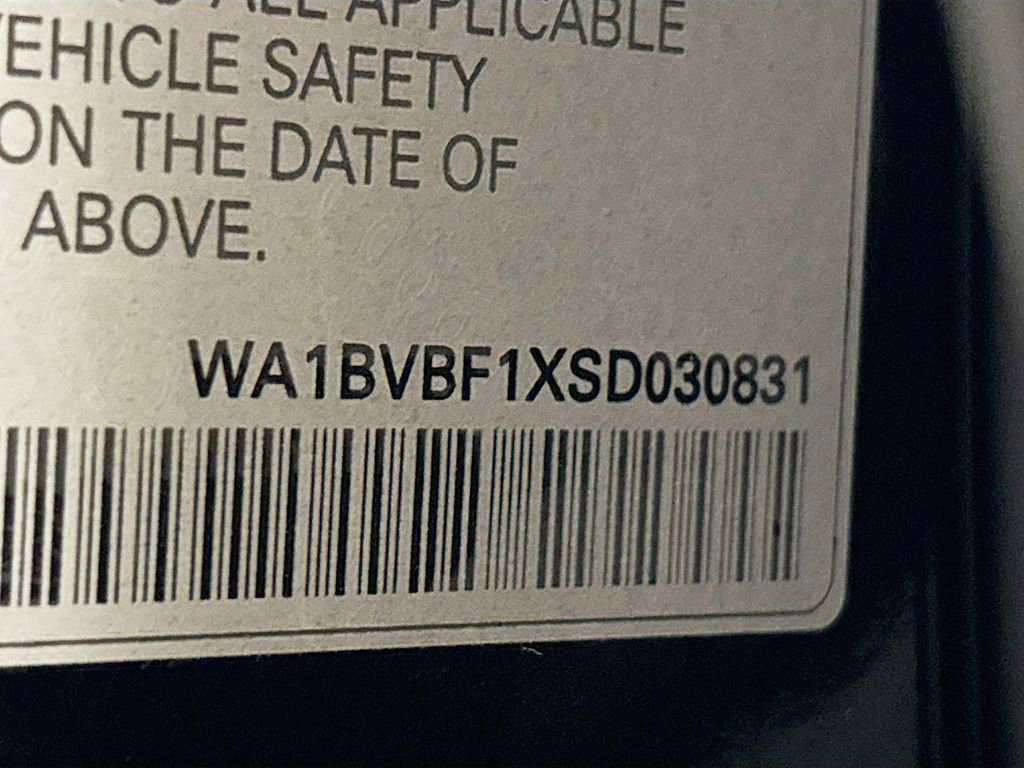 ALL APPLICABLE
VEHICLE SAFETY
ON THE DATE OF
ABOVE.
WA1BVBF1XSD030831